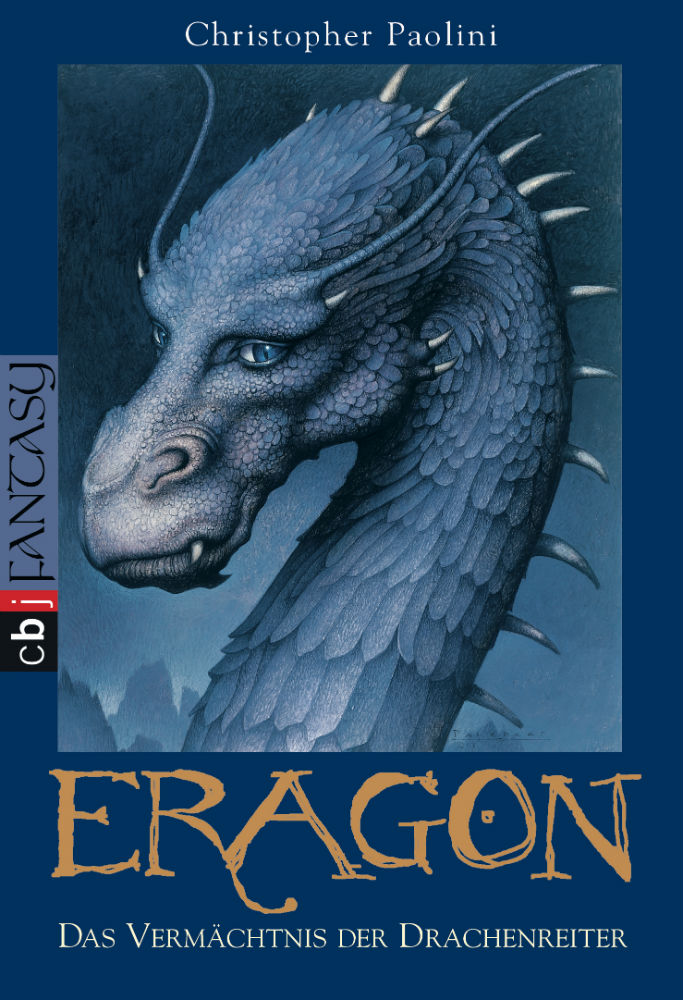 Christopher Paolini
FANTASY
cbj
ERAGON
DAS VERMÄCHTNIS DER DRACHENREITER